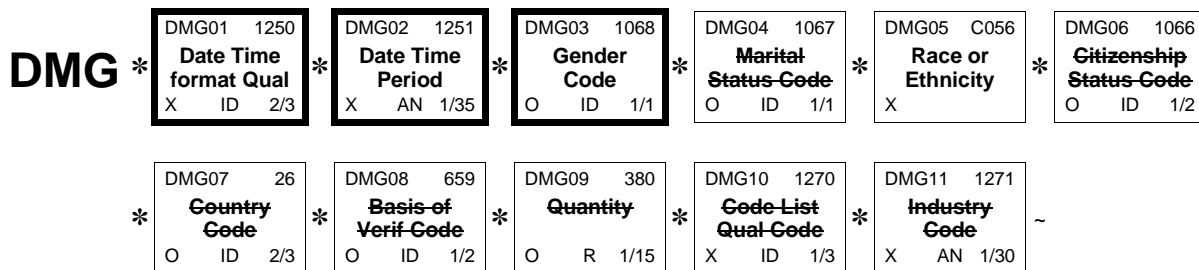 DMG01 1250 DMG02 1251 DMG03 1068 DMG04 1067 DMG05 C056 DMG06 1066
DMG * Date Time * Date Time * Gender * Marital * Race or * Citizenship
format Qual Period Code Status Code Ethnicity Status Code
X ID 2/3 X AN 1/35 O ID 1/1 O ID 1/1 X O ID 1/2
DMG07 26 DMG08 659 DMG09 380 DMG10 1270 DMG11 1271
* Country * Basis of * Quantity * Code List * Industry ~
Code Verif Code Qual Code Code
O ID 2/3 O ID 1/2 O R 1/15 X ID 1/3 X AN 1/30